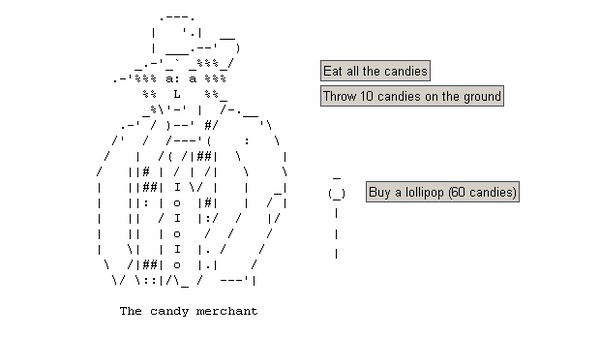 Eat all the candies
Throw 10 candies on the ground
Buy a lollipop (60 candies)
The candy merchant